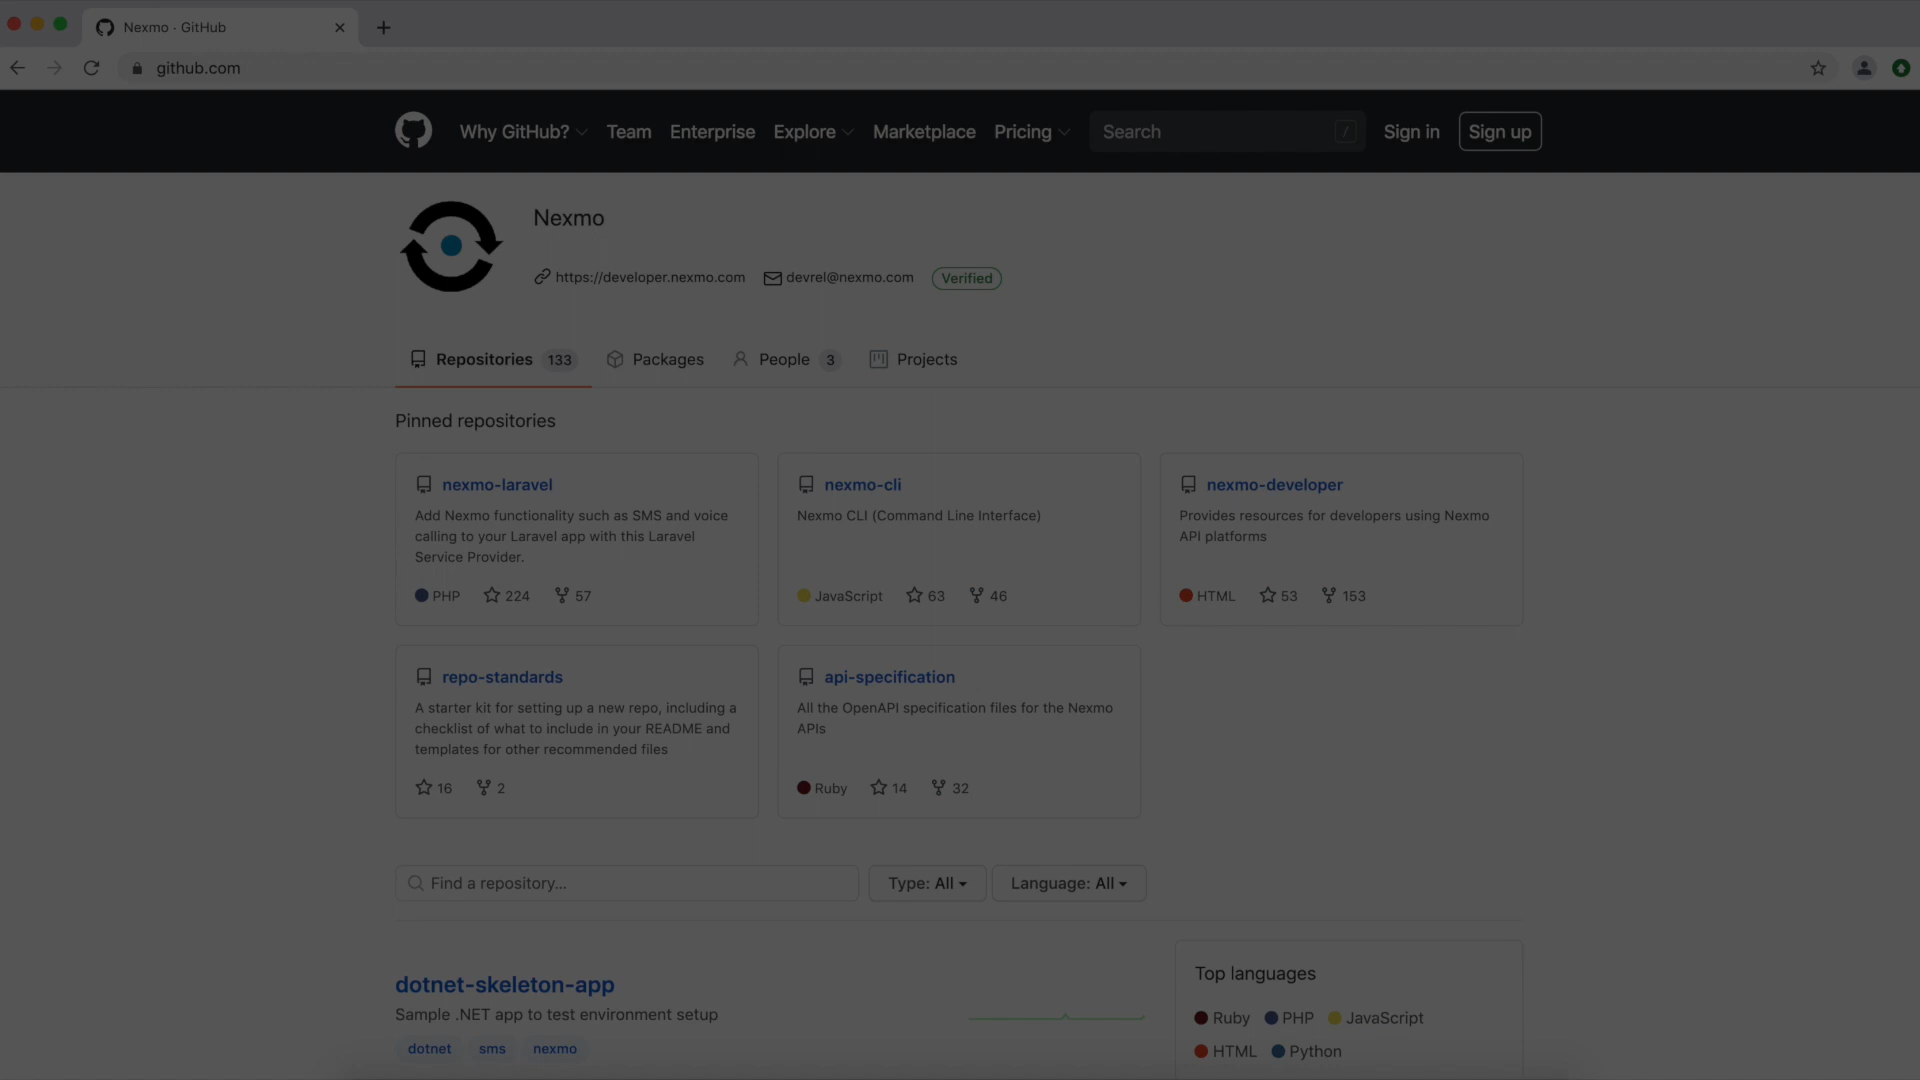 Nexmo · GitHub
github.com
Why GitHub? Team Enterprise Explore Marketplace Pricing Search / Sign in Sign up
Nexmo
https://developer.nexmo.com devrel@nexmo.com Verified
Repositories 133 Packages People 3 Projects
Pinned repositories
nexmo-laravel
Add Nexmo functionality such as SMS and voice
calling to your Laravel app with this Laravel
Service Provider.
PHP 224 57
nexmo-cli
Nexmo CLI (Command Line Interface)
JavaScript 63 46
nexmo-developer
Provides resources for developers using Nexmo
API platforms
HTML 53 153
repo-standards
A starter kit for setting up a new repo, including a
checklist of what to include in your README and
templates for other recommended files
16 2
api-specification
All the OpenAPI specification files for the Nexmo
APIs
Ruby 14 32
Find a repository... Type: All Language: All
dotnet-skeleton-app
Sample .NET app to test environment setup
dotnet sms nexmo
Top languages
Ruby PHP JavaScript
HTML Python